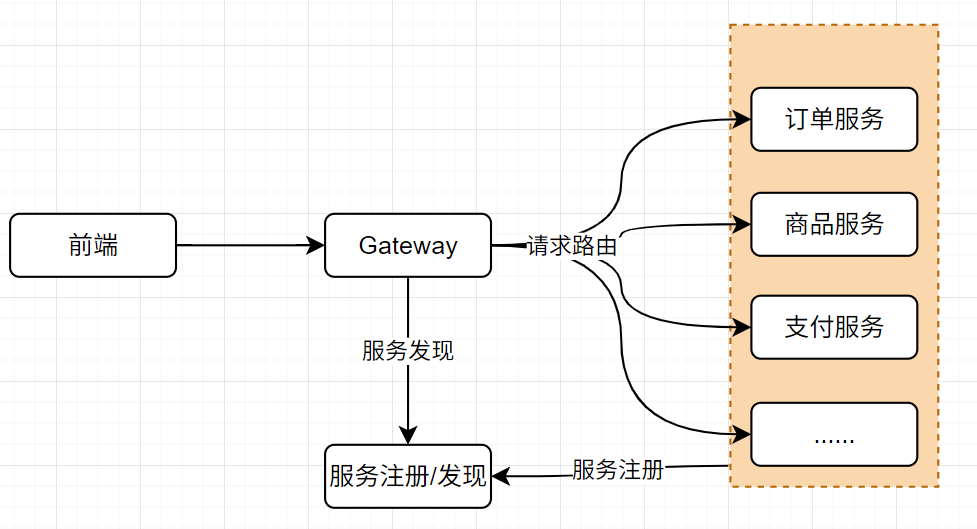 订单服务
商品服务
前端
Gateway
请求路由
支付服务
服务发现
......
服务注册/发现
服务注册